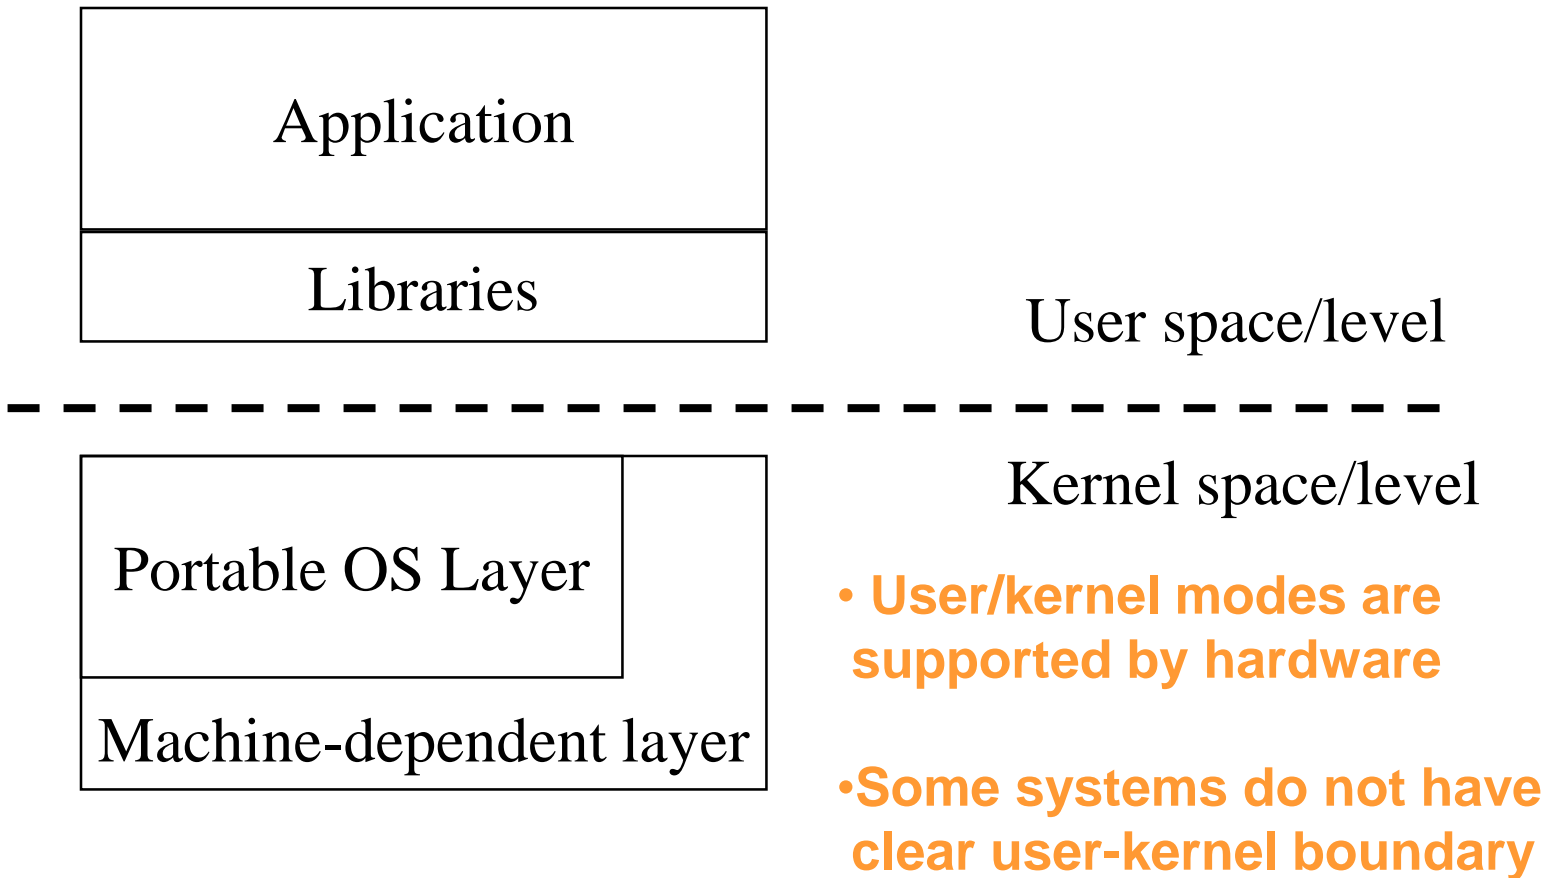 Application
Libraries
User space/level
Kernel space/level
Portable OS Layer
Machine-dependent layer
• User/kernel modes are
supported by hardware
•Some systems do not have
clear user-kernel boundary